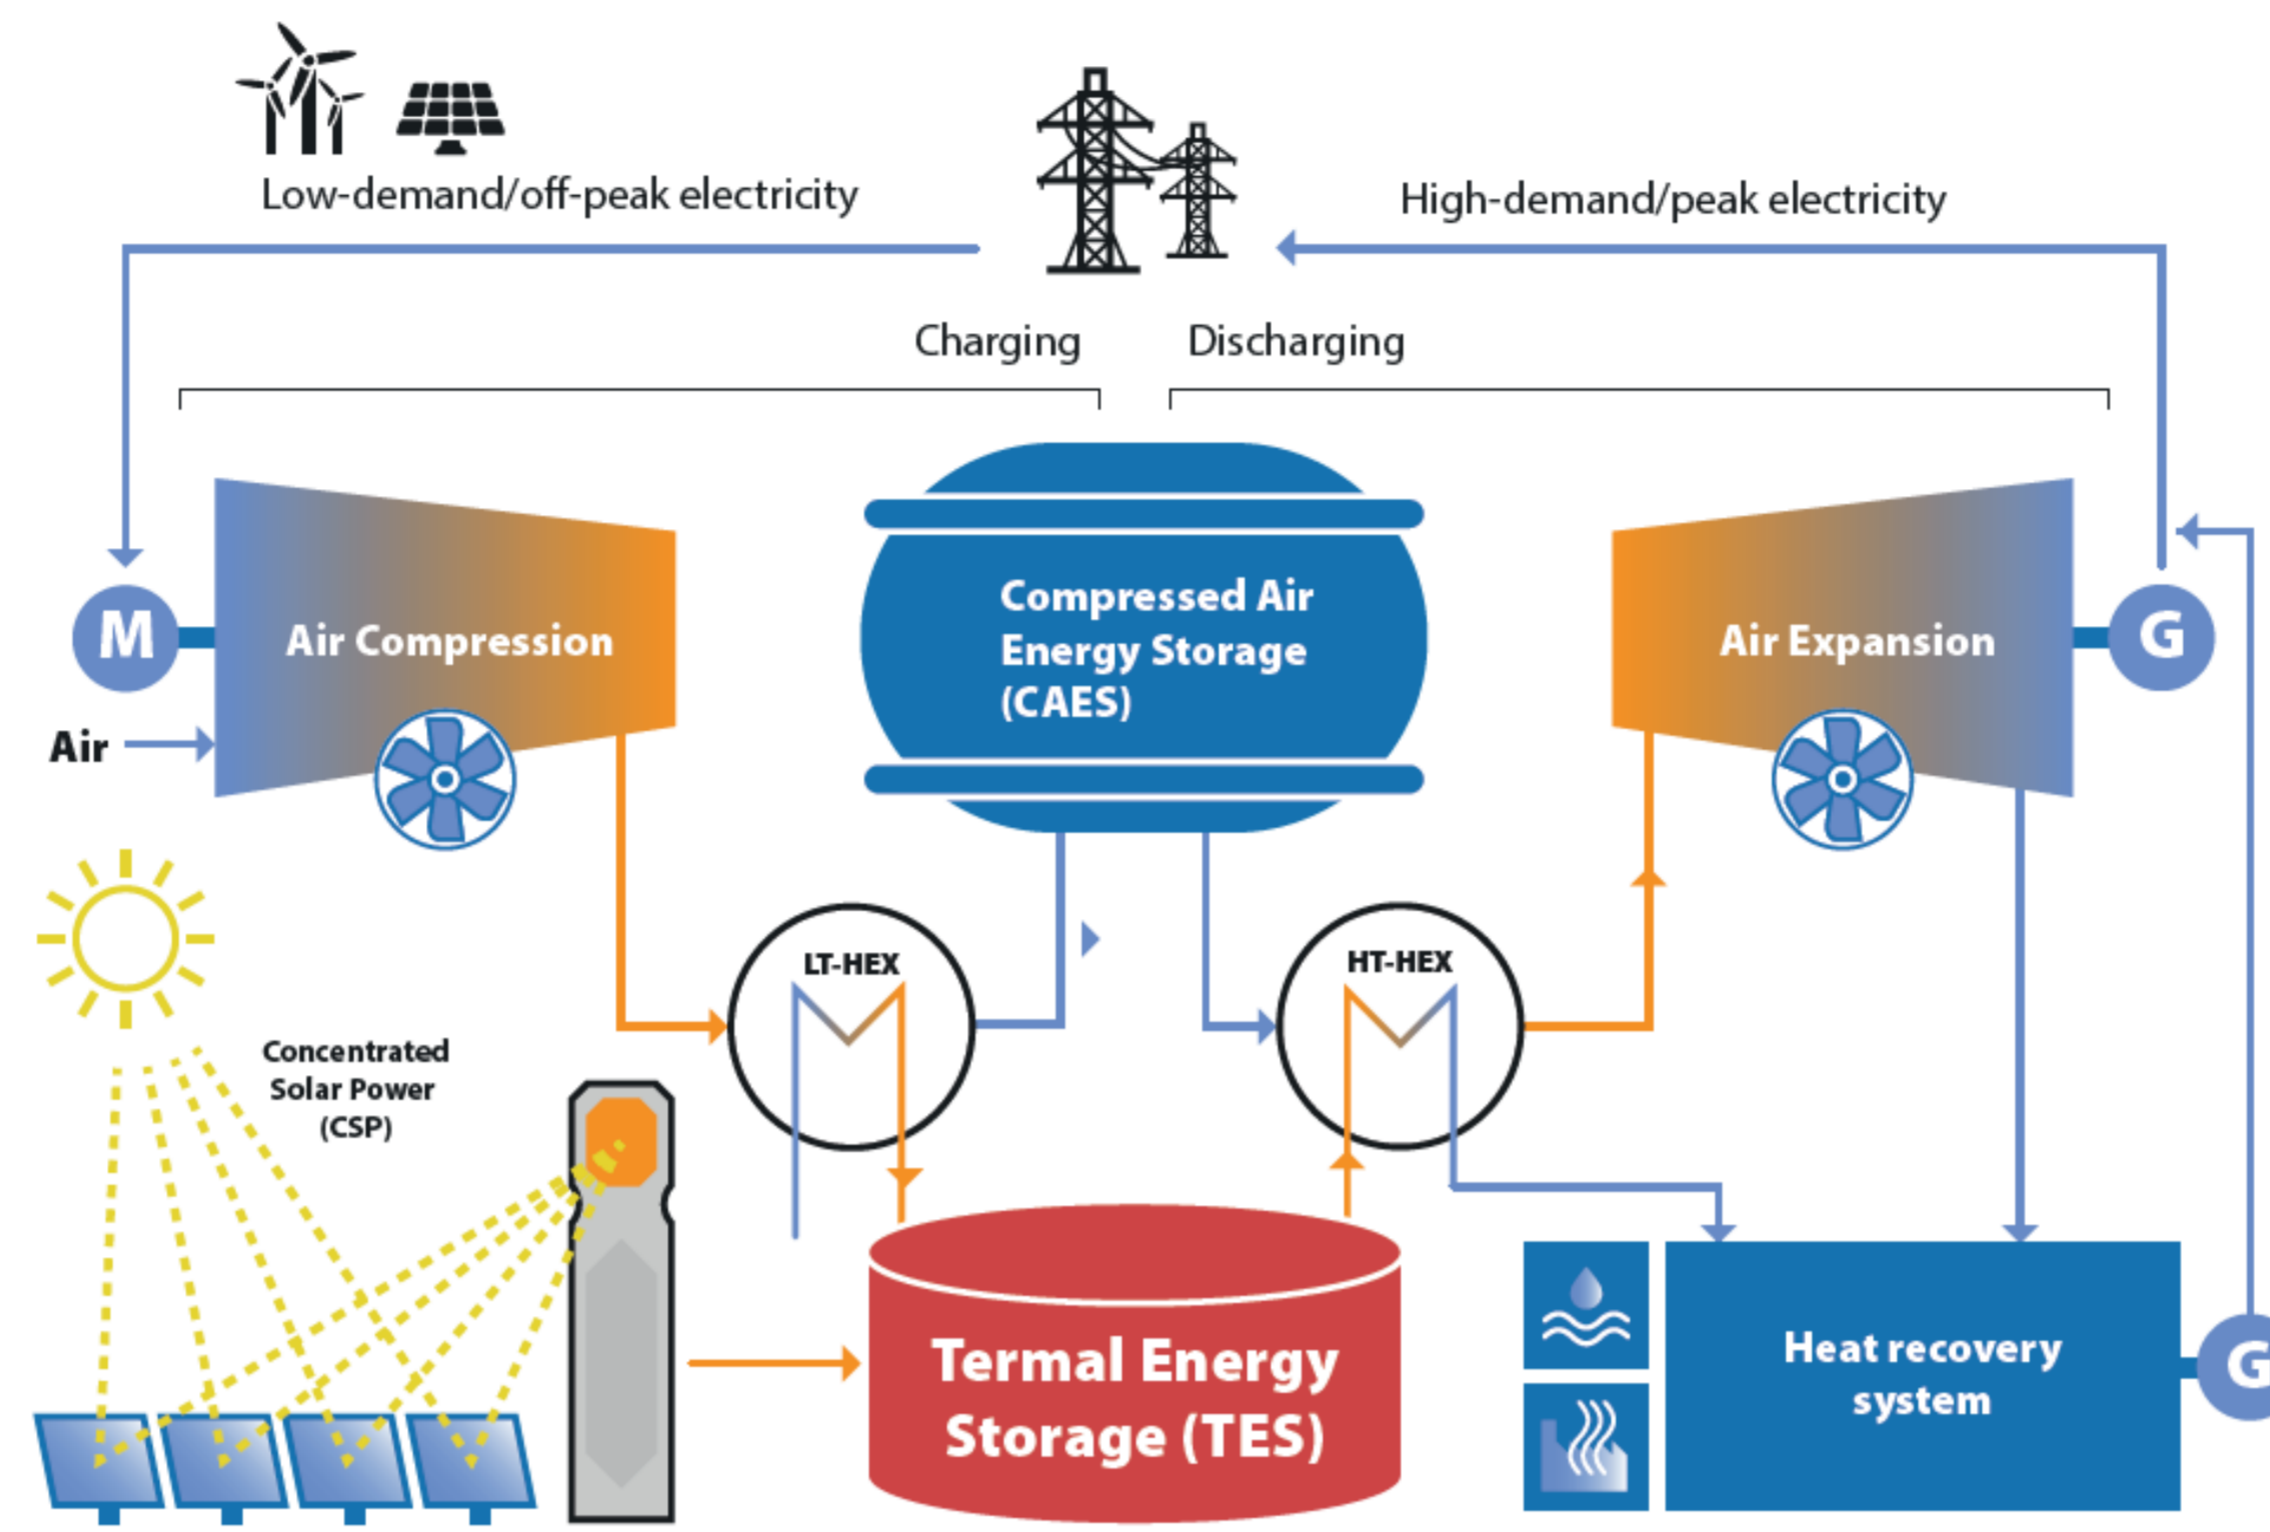 Low-demand/off-peak electricity
High-demand/peak electricity
Charging
Discharging
M
Air Compression
Air
Compressed Air
Energy Storage
(CAES)
Air Expansion
G
LT-HEX
HT-HEX
Concentrated
Solar Power
(CSP)
Termal Energy
Storage (TES)
Heat recovery
system
G